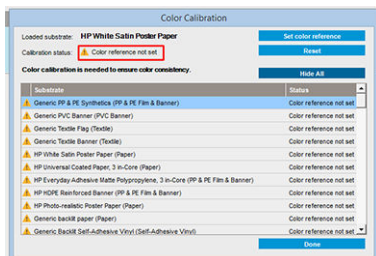 Color Calibration
Loaded substrate: HP White Satin Poster Paper
Set color reference
Calibration status: Color reference not set
Reset
Color calibration is needed to ensure color consistency.
Hide All
Substrate Status
Generic PP & PE Synthetics (PP & PE Film & Banner) Color reference not set
Generic PVC Banner (PVC Banner) Color reference not set
Generic Textile Flag (Textile) Color reference not set
Generic Textile Banner (Textile) Color reference not set
HP White Satin Poster Paper (Paper) Color reference not set
HP Universal Coated Paper, 3 in-Core (Paper) Color reference not set
HP Everyday Adhesive Matte Polypropylene, 3 in-Core (PP & PE Film & Banner) Color reference not set
HP HDPE Reinforced Banner (PP & PE Film & Banner) Color reference not set
HP Photo-realistic Poster Paper (Paper) Color reference not set
Generic backlit paper (Paper) Color reference not set
Generic Backlit Self-Adhesive Vinyl (Self-Adhesive Vinyl) Color reference not set
Done